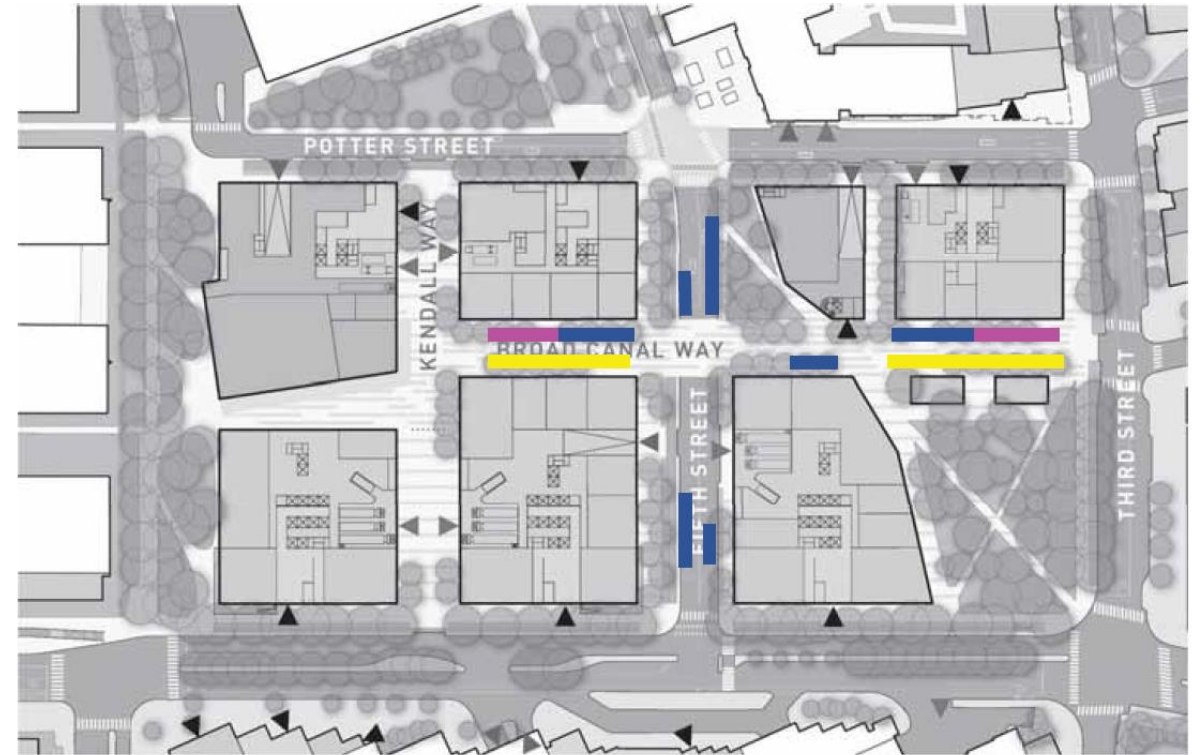 POTTER STREET
KENDALL WAY
BROAD CANAL WAY
FIFTH STREET
THIRD STREET